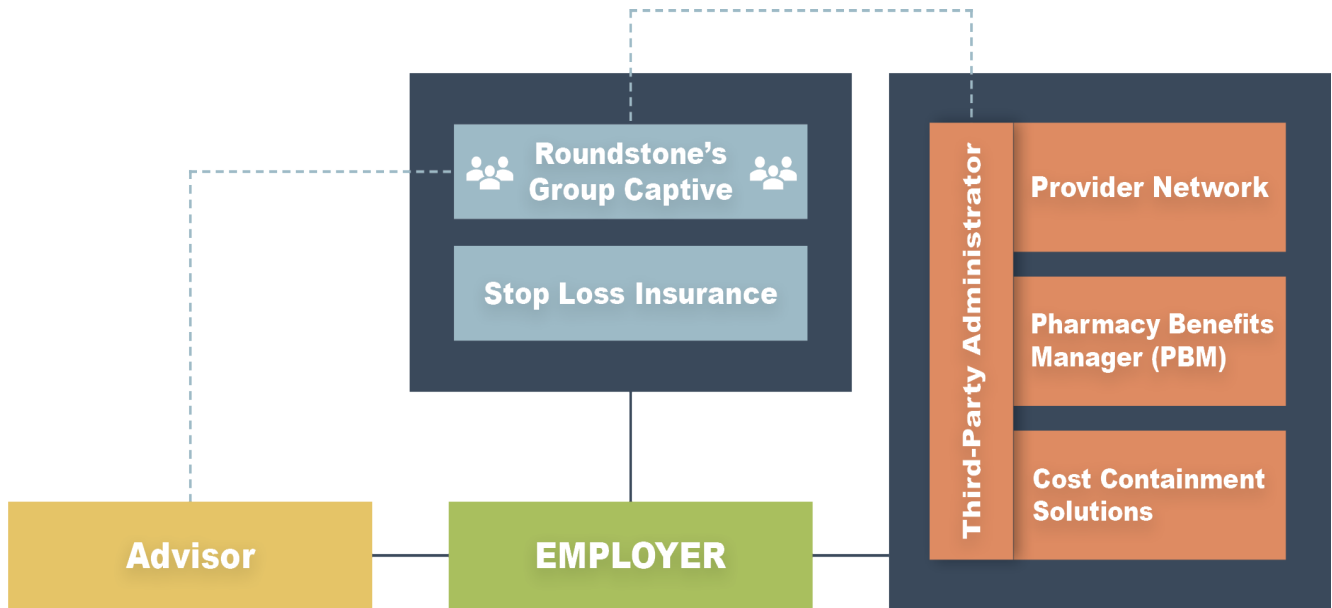 Roundstone’s
Group Captive
Stop Loss Insurance
Third-Party Administrator
Provider Network
Pharmacy Benefits
Manager (PBM)
Cost Containment
Solutions
Advisor
EMPLOYER